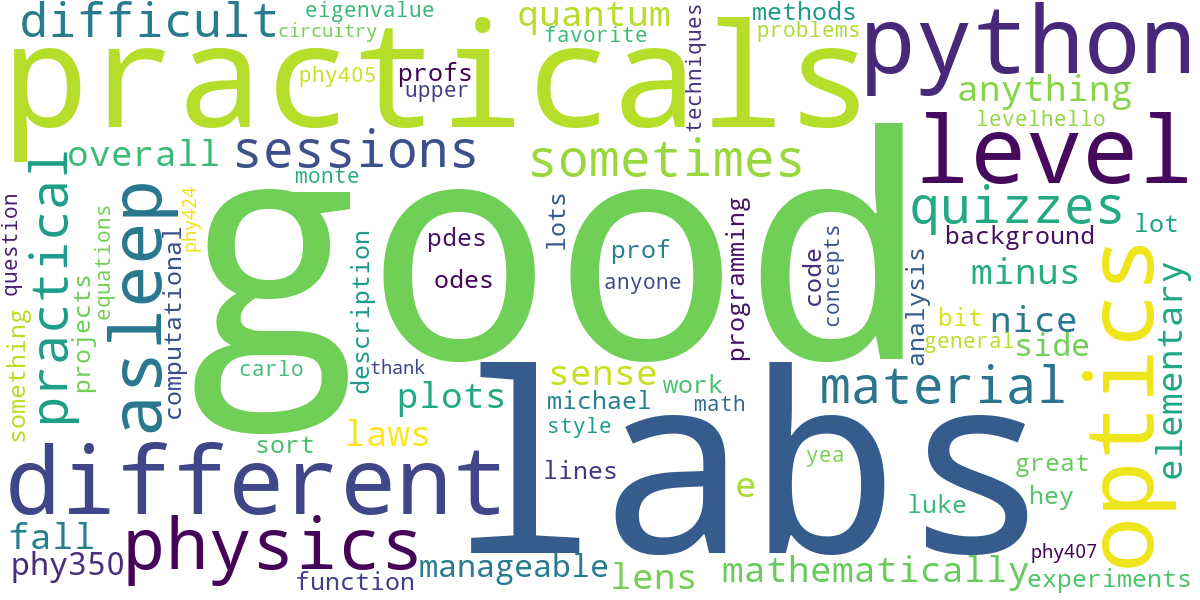 difficult
eigenvalue
circuitry
quantum
favorite
techniques
methods
problems
python
practicals
phy405
profs
upper
anything
levelhello
level
overall
sessions
monte
sometimes
quizzes
lot
background
practical
asleep
good
question
projects
equations
computational
phy424
description
pdes
odes
lots
prof
anyone
programming
code
concepts
analysis
minus
optics
elementary
something
carlo
thank
bit
nice
general
side
plots
sense
work
michael
math
style
material
labs
sort
laws
different
lines
e
yea
great
hey
luke
fall
physics
phy350
function
manageable
lens
mathematically
phy407
experiments